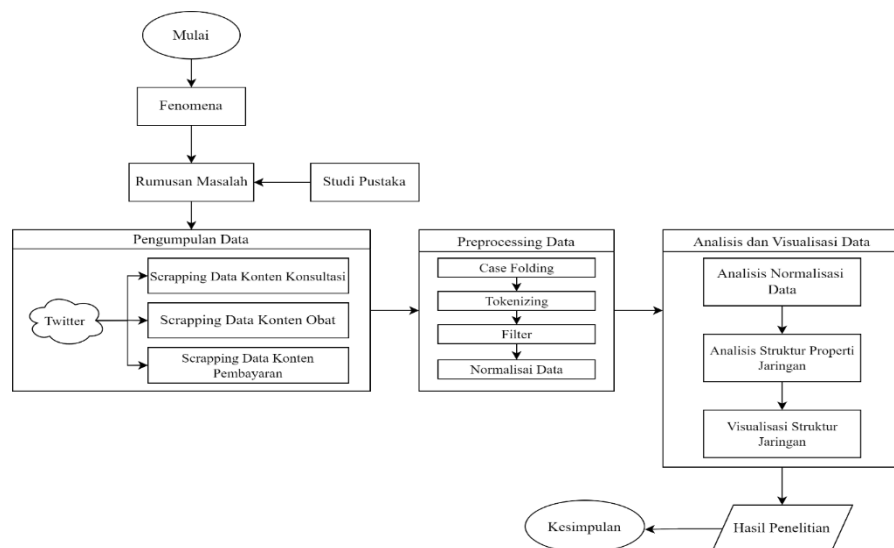 Mulai
Fenomena
Rumusan Masalah
Studi Pustaka
Pengumpulan Data
Twitter
Scrapping Data Konten Konsultasi
Scrapping Data Konten Obat
Scrapping Data Konten
Pembayaran
Preprocessing Data
Case Folding
Tokenizing
Filter
Normalisai Data
Analisis dan Visualisasi Data
Analisis Normalisasi
Data
Analisis Struktur Properti
Jaringan
Visualisasi Struktur
Jaringan
Hasil Penelitian
Kesimpulan